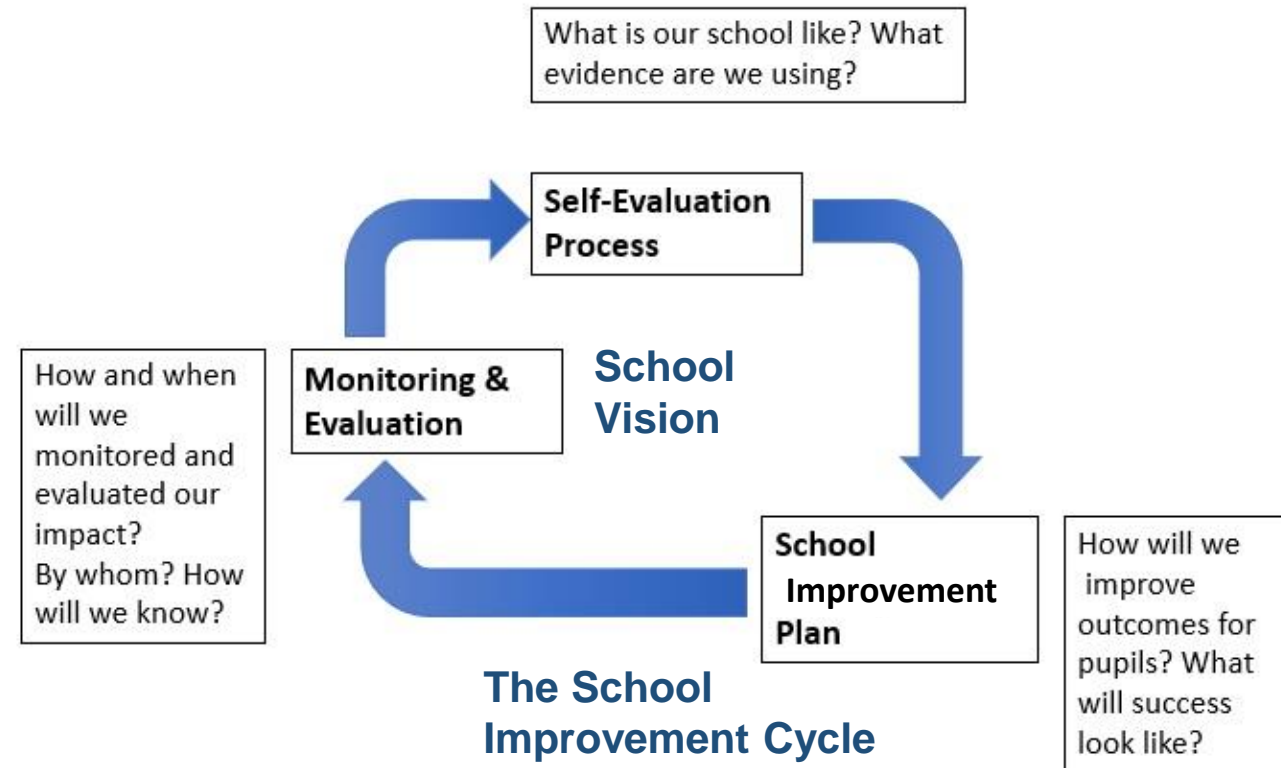 What is our school like? What
evidence are we using?
Self-Evaluation
Process
School
Vision
Monitoring &
Evaluation
How and when
will we
monitored and
evaluated our
impact?
By whom? How
will we know?
School
Improvement
Plan
How will we
improve
outcomes for
pupils? What
will success
look like?
The School
Improvement Cycle